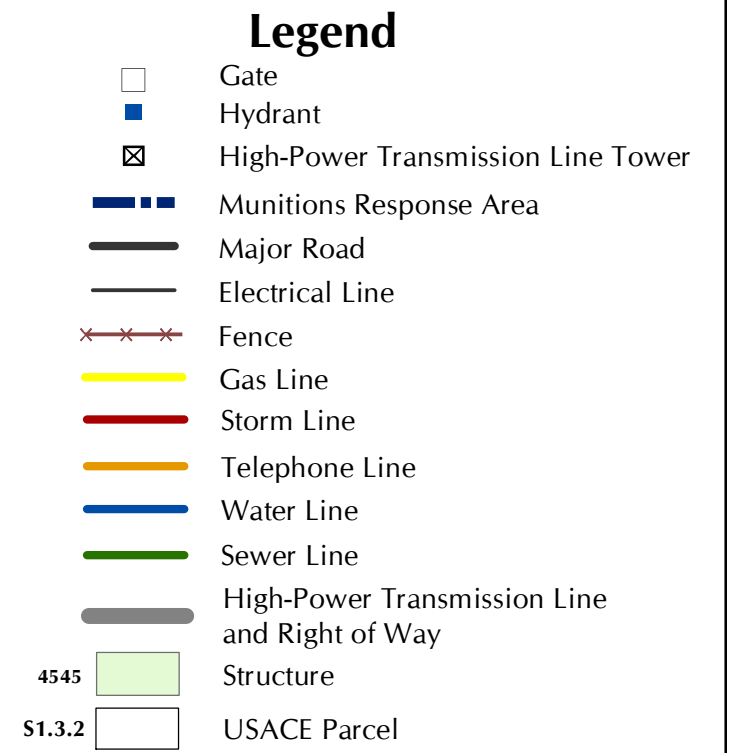 Legend
Gate
Hydrant
High-Power Transmission Line Tower
Munitions Response Area
Major Road
Electrical Line
Fence
Gas Line
Storm Line
Telephone Line
Water Line
Sewer Line
High-Power Transmission Line
and Right of Way
4545 Structure
S1.3.2 USACE Parcel